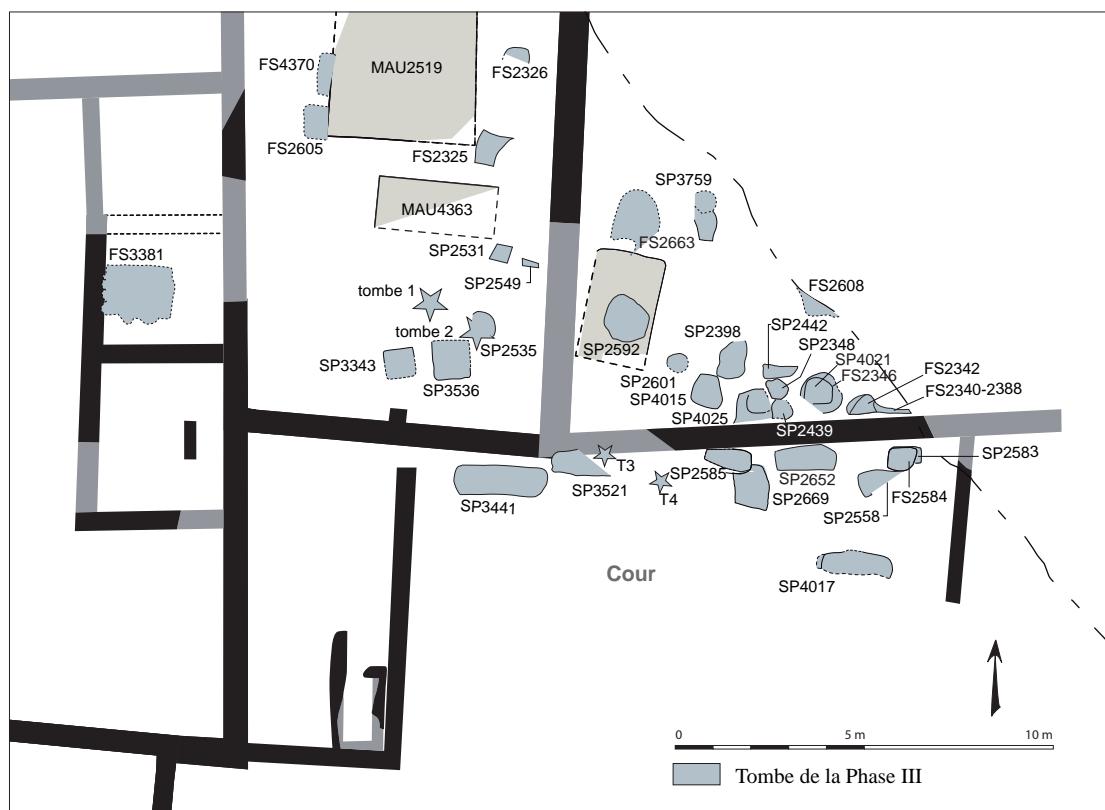 FS4370
MAU2519
FS2326
FS2605
FS2325
SP3759
MAU4363
FS2663
SP2531
FS3381
SP2549
FS2608
tombe 1
SP2442
SP2398
SP2348
tombe 2
SP2535
SP2592
SP4021
SP3343
SP3536
SP2601
FS2346
FS2342
SP4015
FS2340-2388
SP4025
SP2439
SP2583
T3
SP2585
SP2652
SP3521
SP3441
T4
SP2669
FS2584
SP2558
Cour
SP4017
0 5 m 10 m
Tombe de la Phase III